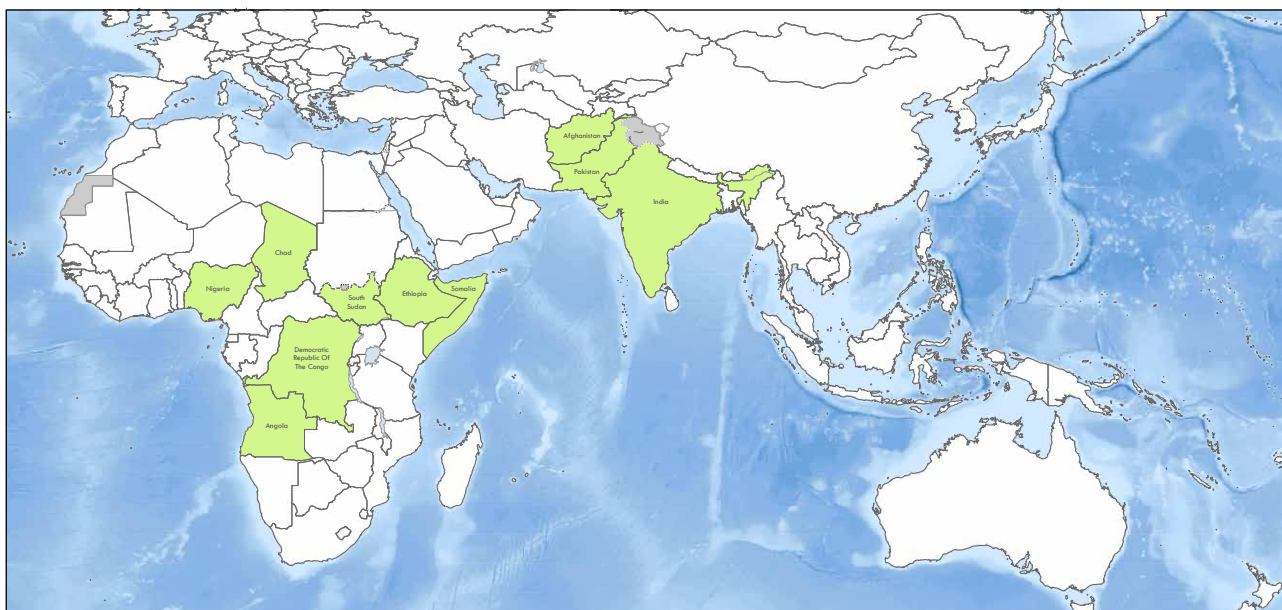 Afghanistan
Pakistan
India
Chad
Nigeria
South
Sudan
Ethiopia
Somalia
Democratic
Republic Of
The Congo
Angola